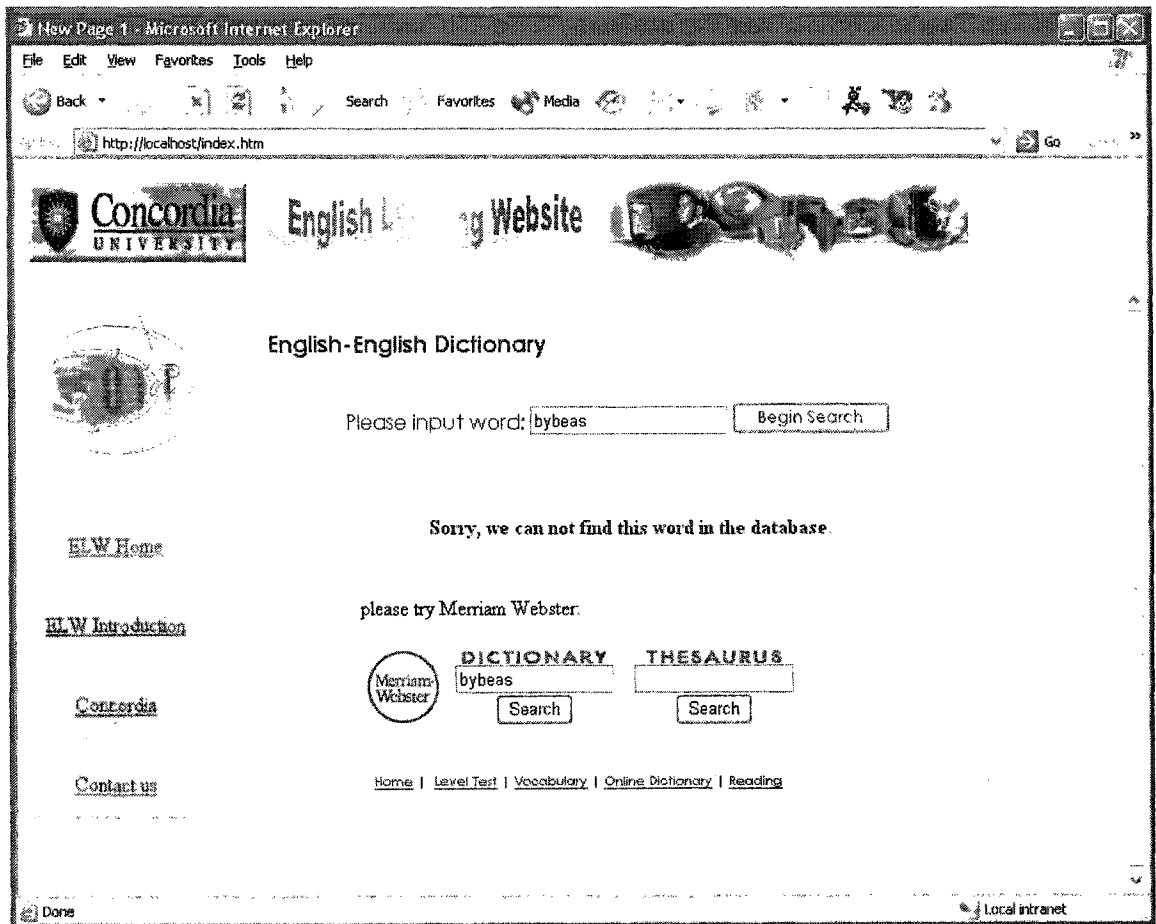 New Page 1 - Microsoft Internet Explorer
File Edit View Favorites Tools Help
Back Search Favorites Media
http://localhost/index.htm Go
Concordia
UNIVERSITY
English Website
English-English Dictionary
Please input word: bybeas Begin Search
Sorry, we can not find this word in the database.
ELW Home
please try Merriam Webster:
ELW Introduction
DICTIONARY THESAURUS
Merriam-
Webster
bybeas
Search Search
Concordia
Home | Level Test | Vocabulary | Online Dictionary | Reading
Contact us
Done Local intranet